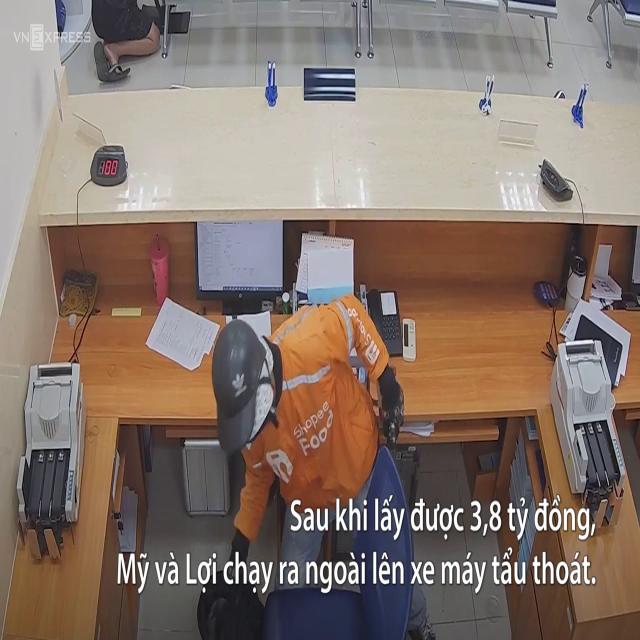 VNEXPRESS
100
Shopee
Food
Sau khi lấy được 3,8 tỷ đồng,
Mỹ và Lợi chạy ra ngoài lên xe máy tẩu thoát.